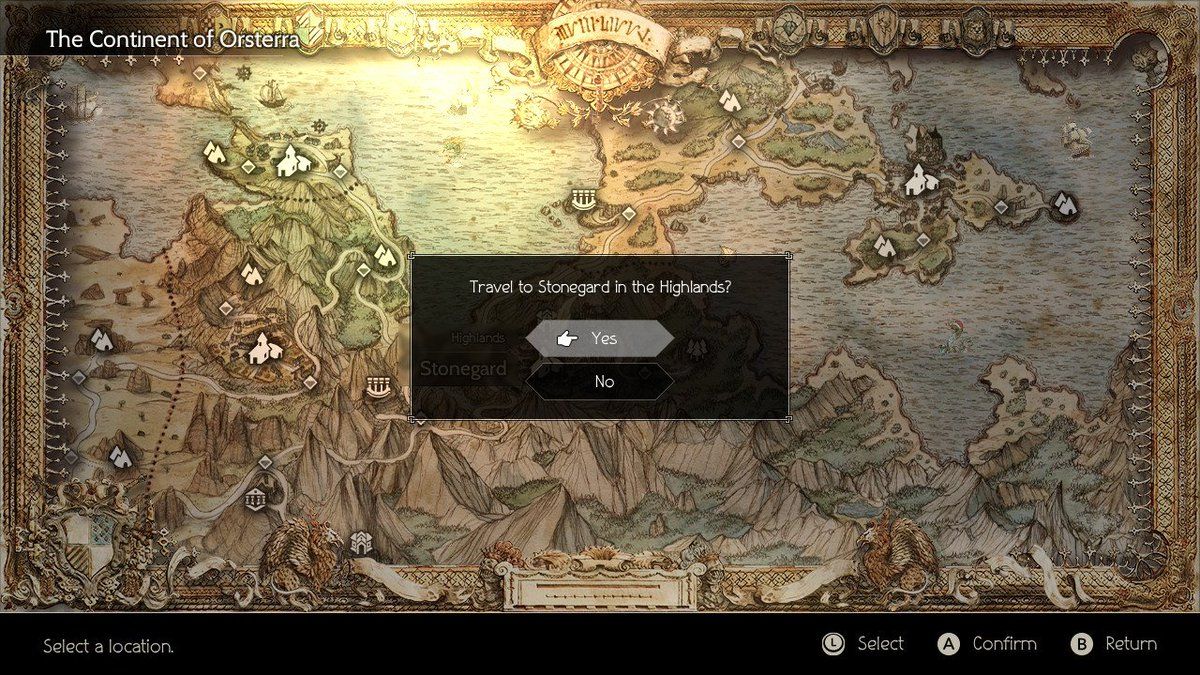 The Continent of Orsterra
Travel to Stonegard in the Highlands?
Highlands
Yes
Stonegard
No
Select a location.
L Select
A Confirm
B Return